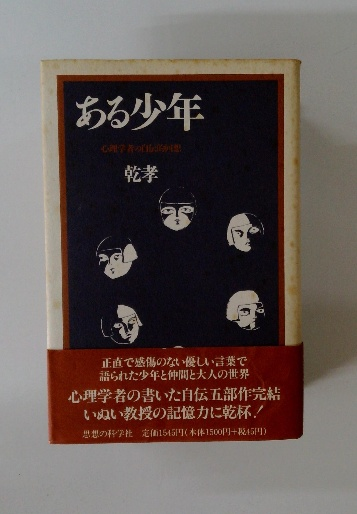 ある少年
心理学者の自伝的回想
乾孝
正直で感傷のない優しい言葉で
語られた少年と仲間と大人の世界
心理学者の書いた自伝五部作完結
いぬい教授の記憶力に乾杯!
思想の科学社 定価1545円(本体1500円+税45円)